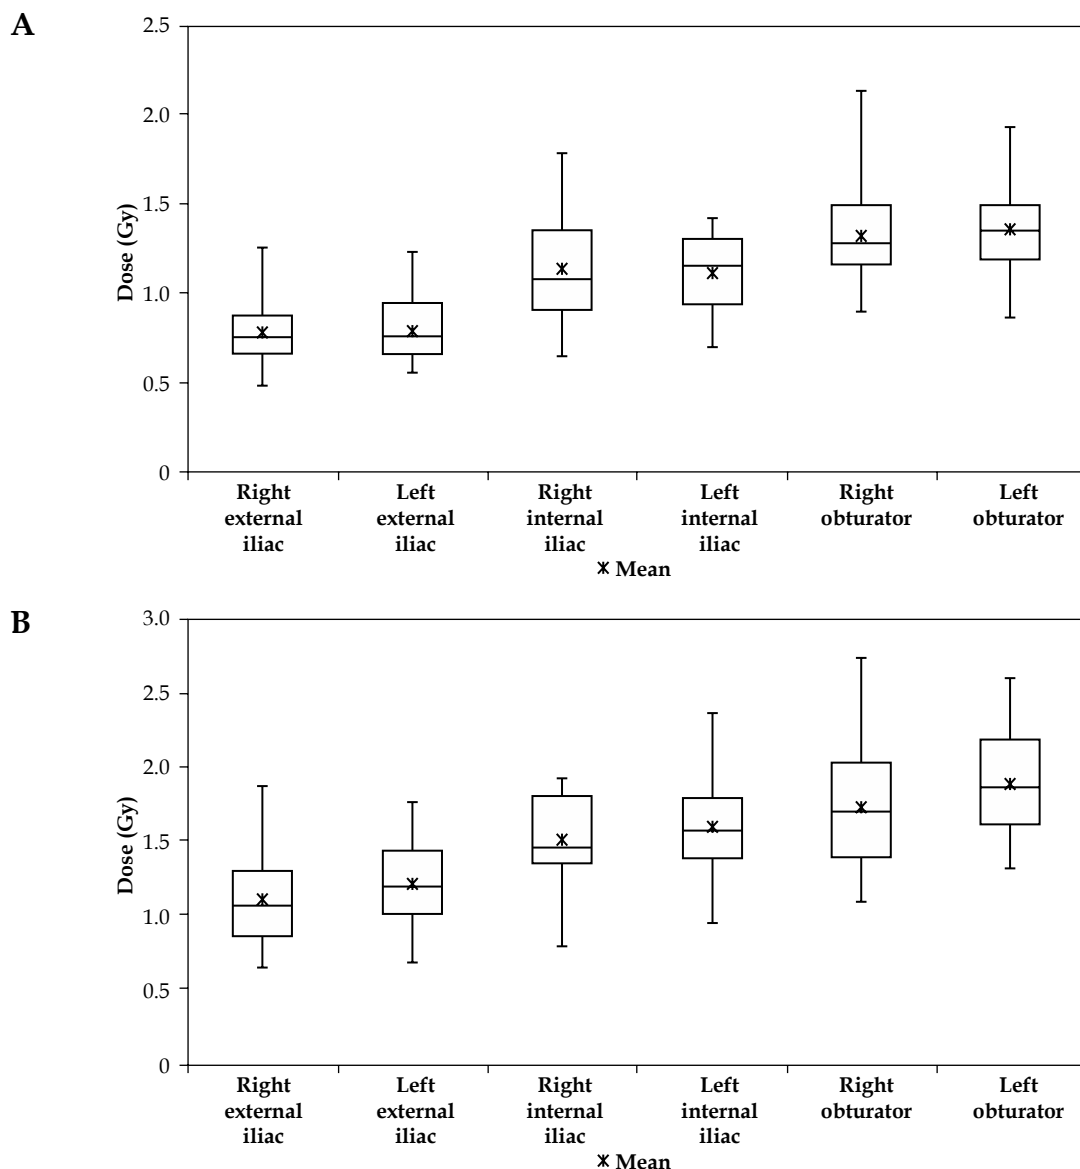 A
2.5
2.0
1.5
1.0
0.5
0
Dose (Gy)
Right external iliac
Left external iliac
Right internal iliac
Left internal iliac
Right obturator
Left obturator
Mean
B
3.0
2.5
2.0
1.5
1.0
0.5
0
Dose (Gy)
Right external iliac
Left external iliac
Right internal iliac
Left internal iliac
Right obturator
Left obturator
Mean